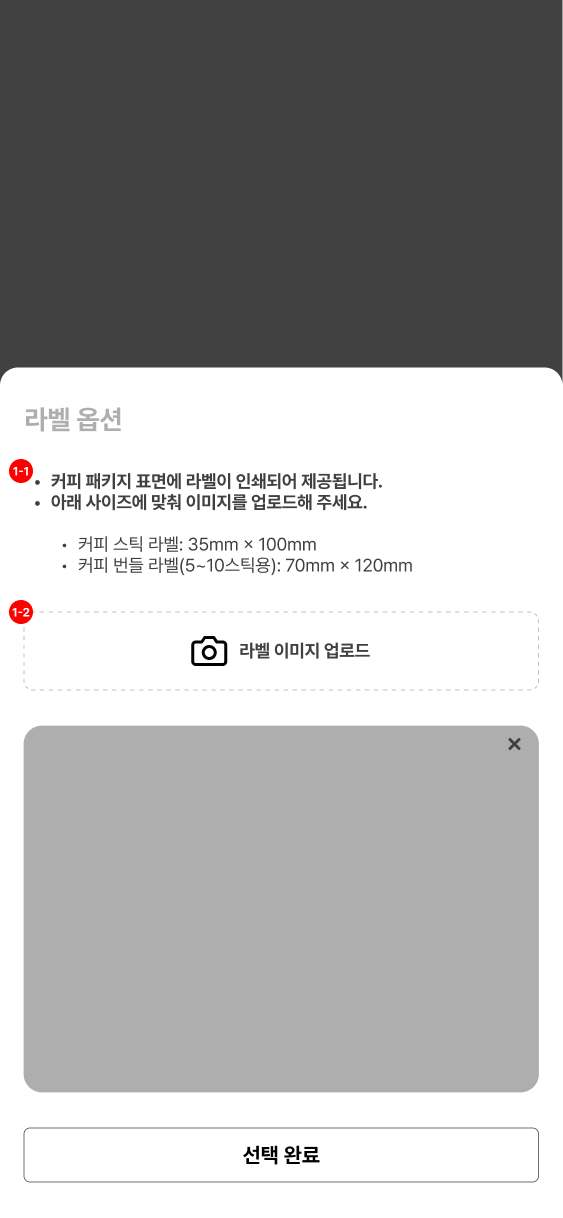 라벨 옵션
1-1
• 커피 패키지 표면에 라벨이 인쇄되어 제공됩니다.
• 아래 사이즈에 맞춰 이미지를 업로드해 주세요.
• 커피 스틱 라벨: 35mm × 100mm
• 커피 번들 라벨(5~10스틱용): 70mm × 120mm
1-2
라벨 이미지 업로드
선택 완료